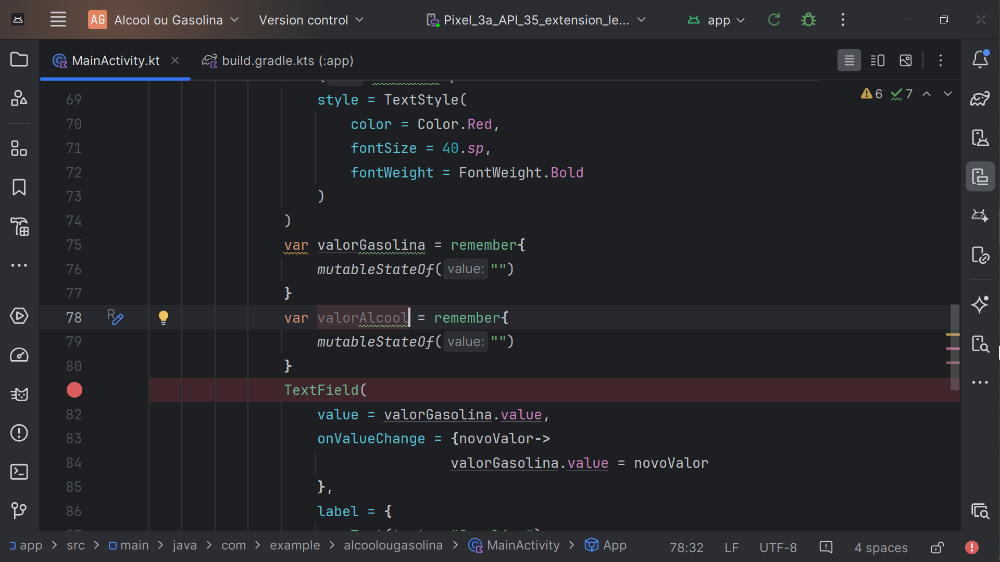 AG Alcool ou Gasolina Version control Pixel_3a_API_35_extension_le... app
MainActivity.kt build.gradle.kts (:app)
6 7
69 style = TextStyle(
70 color = Color.Red,
71 fontSize = 40.sp,
72 fontWeight = FontWeight.Bold
73 )
74 )
75 var valorGasolina = remember{
76 mutableStateOf( value: "")
77 }
78 var valorAlcool = remember{
79 mutableStateOf( value: "")
80 }
TextField(
82 value = valorGasolina.value,
83 onValueChange = {novoValor->
84 valorGasolina.value = novoValor
85 },
86 label = {
app > src > main > java > com > example > alcoolougasolina > MainActivity > App 78:32 LF UTF-8 4 spaces